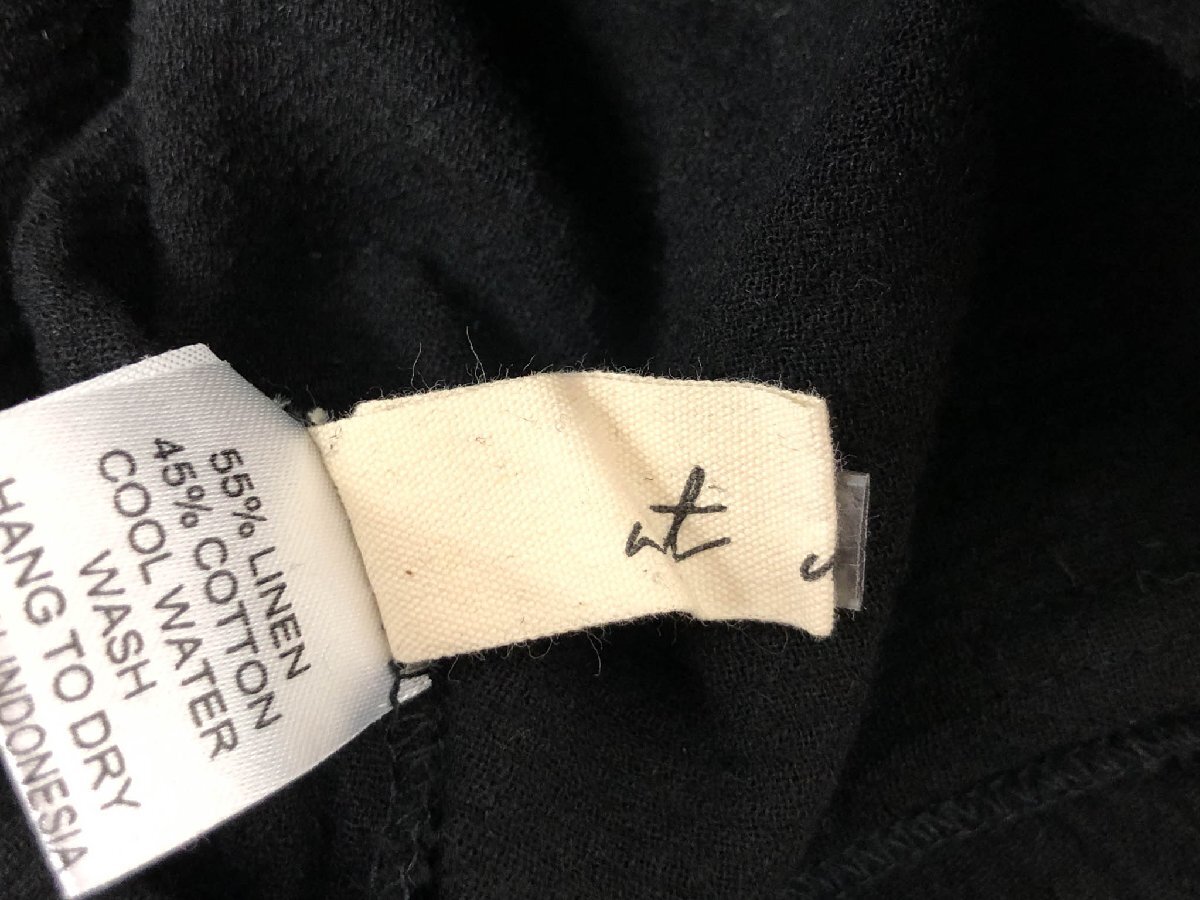 55% LINEN
45% COTTON
COOL WATER
WASH
HANG TO DRY
INDONESIA